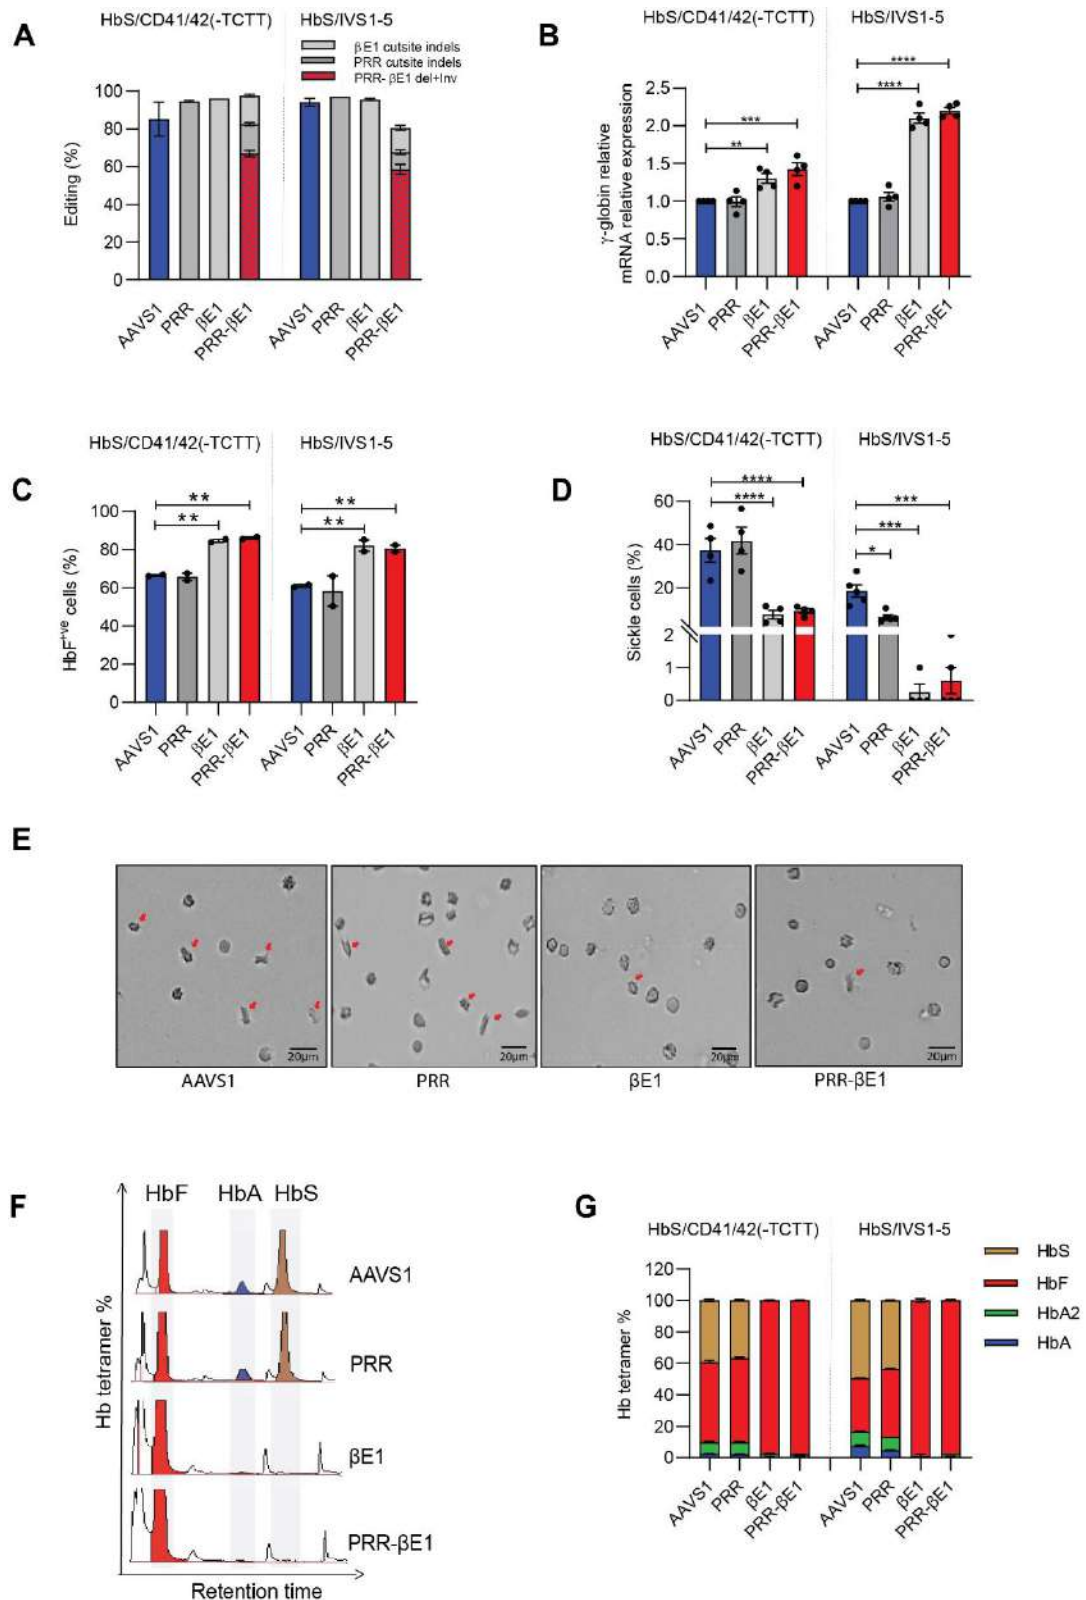 A
HbS/CD41/42(-TCTT) HbS/IVS1-5
βE1 cutsite indels
PRR cutsite indels
PRR- βE1 del+Inv
Editing (%)
100
80
60
40
20
0
AAVS1 PRR βE1 PRR-βE1 AAVS1 PRR βE1 PRR-βE1
B
HbS/CD41/42(-TCTT) HbS/IVS1-5
γ-globin relative
mRNA relative expression
2.5
2.0
1.5
1.0
0.5
0.0
** *** **** ****
AAVS1 PRR βE1 PRR-βE1 AAVS1 PRR βE1 PRR-βE1
C
HbS/CD41/42(-TCTT) HbS/IVS1-5
HbF+ve cells (%)
100
80
60
40
20
0
** ** ** **
AAVS1 PRR βE1 PRR-βE1 AAVS1 PRR βE1 PRR-βE1
D
HbS/CD41/42(-TCTT) HbS/IVS1-5
Sickle cells (%)
60
40
20
2
1
0
**** **** *** *** *
AAVS1 PRR βE1 PRR-βE1 AAVS1 PRR βE1 PRR-βE1
E
20μm 20μm 20μm 20μm
AAVS1 PRR βE1 PRR-βE1
F
HbF HbA HbS
AAVS1
PRR
βE1
PRR-βE1
Hb tetramer %
Retention time
G
HbS/CD41/42(-TCTT) HbS/IVS1-5
HbS
HbF
HbA2
HbA
Hb tetramer %
120
100
80
60
40
20
0
AAVS1 PRR βE1 PRR-βE1 AAVS1 PRR βE1 PRR-βE1